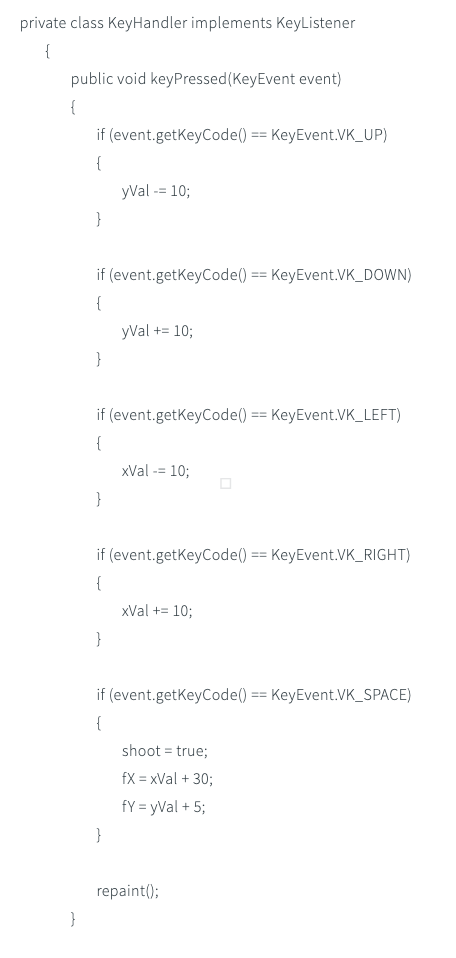 private class KeyHandler implements KeyListener
{
public void keyPressed(KeyEvent event)
{
if (event.getKeyCode() == KeyEvent.VK_UP)
{
yVal -= 10;
}
if (event.getKeyCode() == KeyEvent.VK_DOWN)
{
yVal += 10;
}
if (event.getKeyCode() == KeyEvent.VK_LEFT)
{
xVal -= 10;
}
if (event.getKeyCode() == KeyEvent.VK_RIGHT)
{
xVal += 10;
}
if (event.getKeyCode() == KeyEvent.VK_SPACE)
{
shoot = true;
fX = xVal + 30;
fY = yVal + 5;
}
repaint();
}